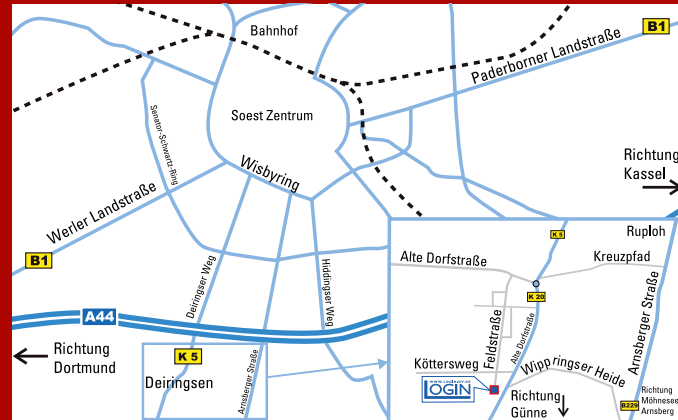 Bahnhof
B1
Paderborner Landstraße
Senator-Schwartz-Ring
Soest Zentrum
Wisbyring
Richtung
Kassel
Werler Landstraße
B1
Deiringser Weg
Hiddingser Weg
A44
Richtung
Dortmund
K 5
Deiringsen
Arnsberger Straße
K 5
Ruploh
Alte Dorfstraße
Kreuzpfad
K 20
Feldstraße
Alte Dorfstraße
Arnsberger Straße
Köttersweg
Wippringser Heide
LOGIN
Richtung
Günne
B229
Richtung
Möhnesee
Arnsberg